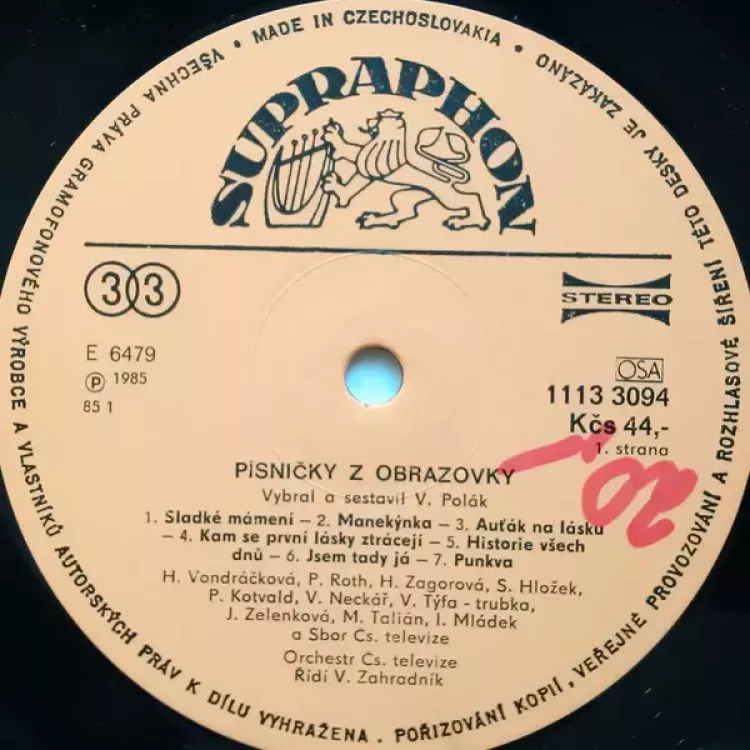 VŠECHNA PRÁVA GRAMOFONOVÉHO VÝROBCE A VLASTNÍKŮ AUTORSKÝCH PRÁV K DÍLU VYHRAŽENA . POŘIZOVÁNÍ KOPIÍ, VEŘEJNÉ PROVOZOVÁNÍ A ROZHLASOVÉ ŠÍŘENÍ TÉTO DESKY JE ZAKÁZÁNO
• MADE IN CZECHOSLOVAKIA •
SUPRAPHON
33
STEREO
E 6479
Ⓟ 1985
85 1
OSA
1113 3094
Kčs 44,-
20,-
1. strana
PÍSNIČKY Z OBRAZOVKY
Vybral a sestavil V. Polák
1. Sladké mámení – 2. Manekýnka – 3. Auťák na lásku
– 4. Kam se první lásky ztrácejí – 5. Historie všech
dnů – 6. Jsem tady já – 7. Punkva
H. Vondráčková, P. Roth, H. Zagorová, S. Hložek,
P. Kotvald, V. Neckář, V. Týfa - trubka,
J. Zelenková, M. Talián, I. Mládek
a Sbor Čs. televize
Orchestr Čs. televize
Řídí V. Zahradník